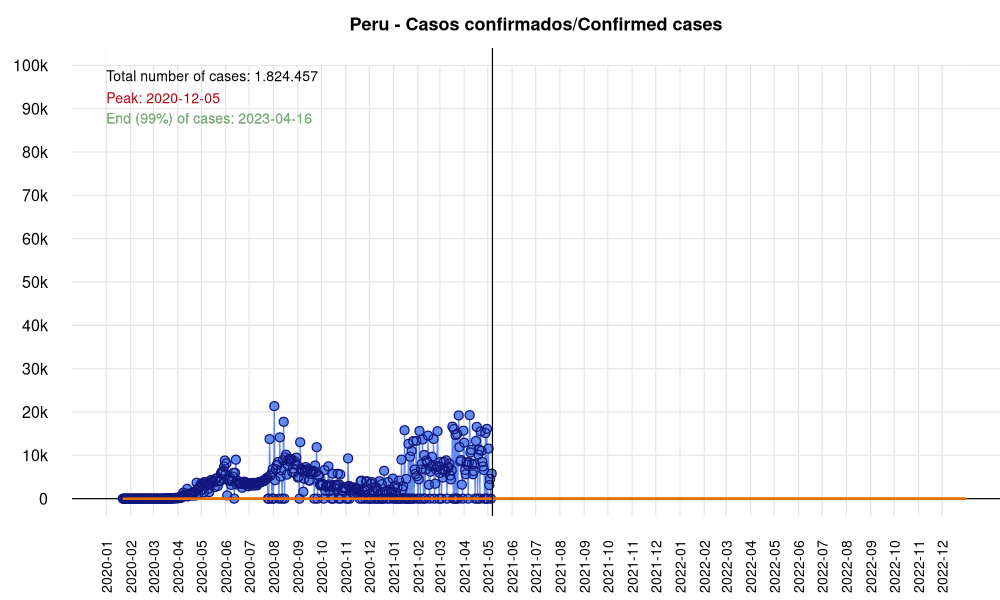 Peru - Casos confirmados/Confirmed cases
100k
Total number of cases: 1.824.457
Peak: 2020-12-05
90k
End (99%) of cases: 2023-04-16
80k
70k
60k
50k
40k
30k
20k
10k
0
2020-01
2020-02
2020-03
2020-04
2020-05
2020-06
2020-07
2020-08
2020-09
2020-10
2020-11
2020-12
2021-01
2021-02
2021-03
2021-04
2021-05
2021-06
2021-07
2021-08
2021-09
2021-10
2021-11
2021-12
2022-01
2022-02
2022-03
2022-04
2022-05
2022-06
2022-07
2022-08
2022-09
2022-10
2022-11
2022-12